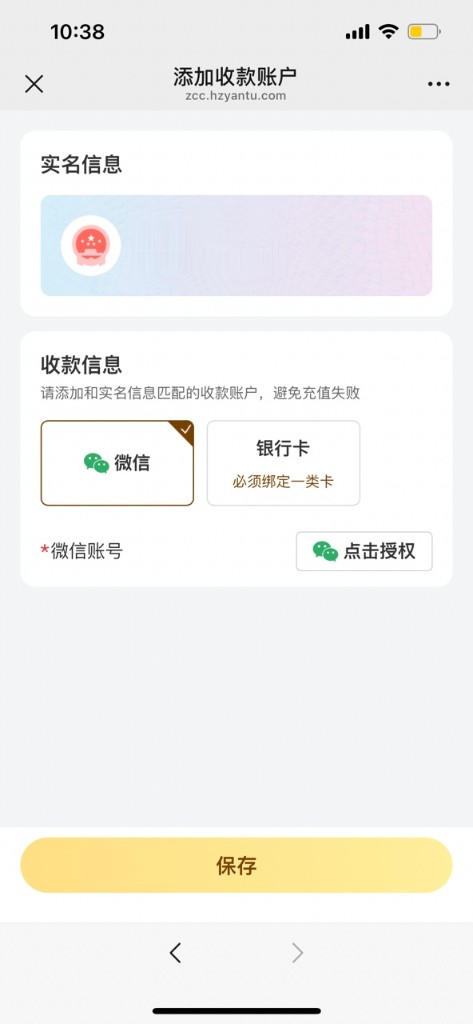 10:38
添加收款账户
zcc.hzyantu.com
实名信息
收款信息
请添加和实名信息匹配的收款账户，避免充值失败
微信
银行卡
必须绑定一类卡
*微信账号
点击授权
保存